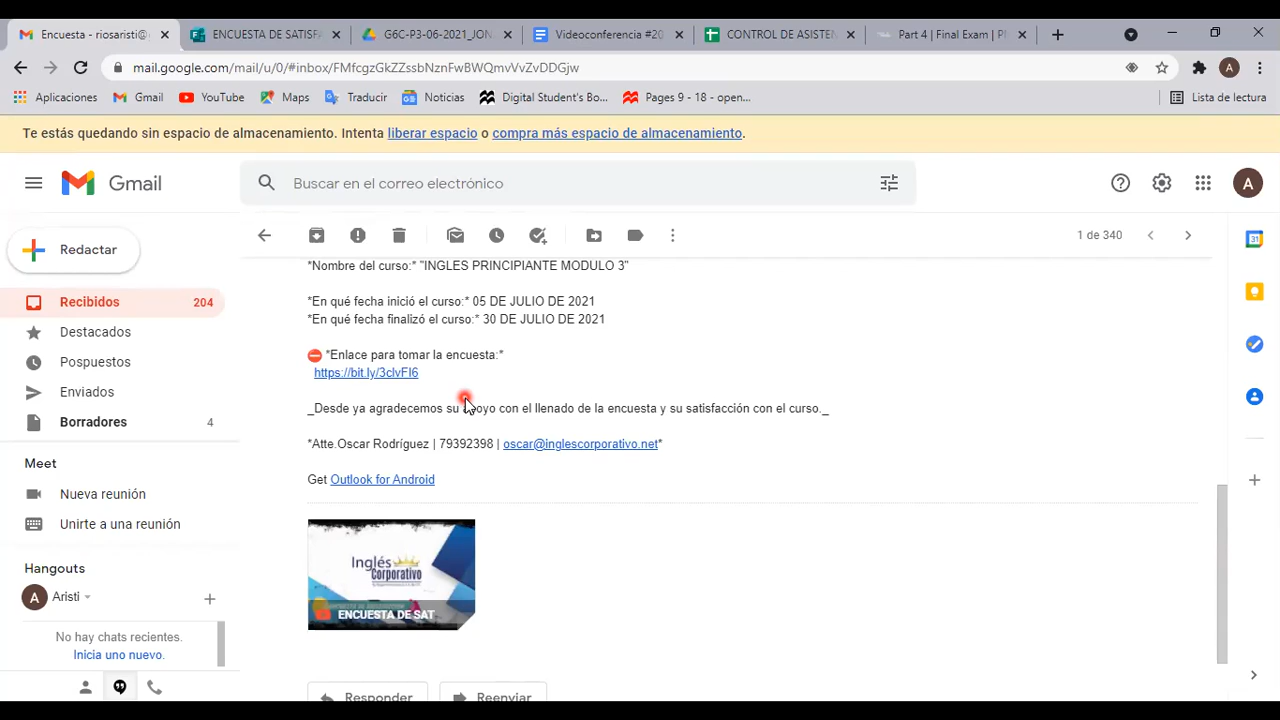 Encuesta - riosaristi@
ENCUESTA DE SATISFA
G6C-P3-06-2021_JON
Videoconferencia #20
CONTROL DE ASISTEN
Part 4 | Final Exam | Pl
mail.google.com/mail/u/0/#inbox/FMfcgzGkZZssbNznFwBWQmvVvZvDDGjw
A
Aplicaciones
Gmail
YouTube
Maps
Traducir
Noticias
Digital Student's Bo...
Pages 9 - 18 - open...
Lista de lectura
Te estás quedando sin espacio de almacenamiento. Intenta liberar espacio o compra más espacio de almacenamiento.
Gmail
Buscar en el correo electrónico
A
Redactar
1 de 340
Recibidos 204
Destacados
Pospuestos
Enviados
Borradores 4
Meet
Nueva reunión
Unirte a una reunión
Hangouts
A Aristi
No hay chats recientes.
Inicia uno nuevo.
*Nombre del curso:* "INGLES PRINCIPIANTE MODULO 3"
*En qué fecha inició el curso:* 05 DE JULIO DE 2021
*En qué fecha finalizó el curso:* 30 DE JULIO DE 2021
*Enlace para tomar la encuesta:*
https://bit.ly/3clvFI6
_Desde ya agradecemos su apoyo con el llenado de la encuesta y su satisfacción con el curso._
*Atte.Oscar Rodríguez | 79392398 | oscar@inglescorporativo.net*
Get Outlook for Android
Inglés
Corporativo
ENCUESTA DE SAT
Responder
Reenviar
31